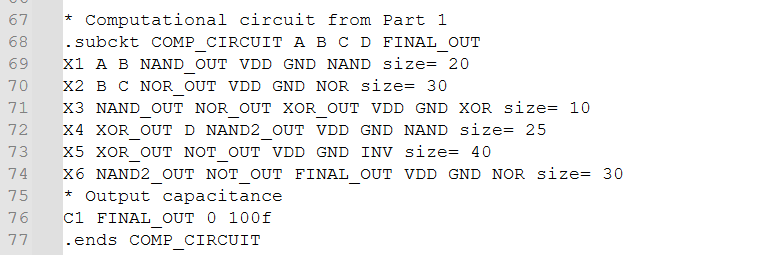 67 * Computational circuit from Part 1
68 .subckt COMP_CIRCUIT A B C D FINAL_OUT
69 X1 A B NAND_OUT VDD GND NAND size= 20
70 X2 B C NOR_OUT VDD GND NOR size= 30
71 X3 NAND_OUT NOR_OUT XOR_OUT VDD GND XOR size= 10
72 X4 XOR_OUT D NAND2_OUT VDD GND NAND size= 25
73 X5 XOR_OUT NOT_OUT VDD GND INV size= 40
74 X6 NAND2_OUT NOT_OUT FINAL_OUT VDD GND NOR size= 30
75 * Output capacitance
76 C1 FINAL_OUT 0 100f
77 .ends COMP_CIRCUIT